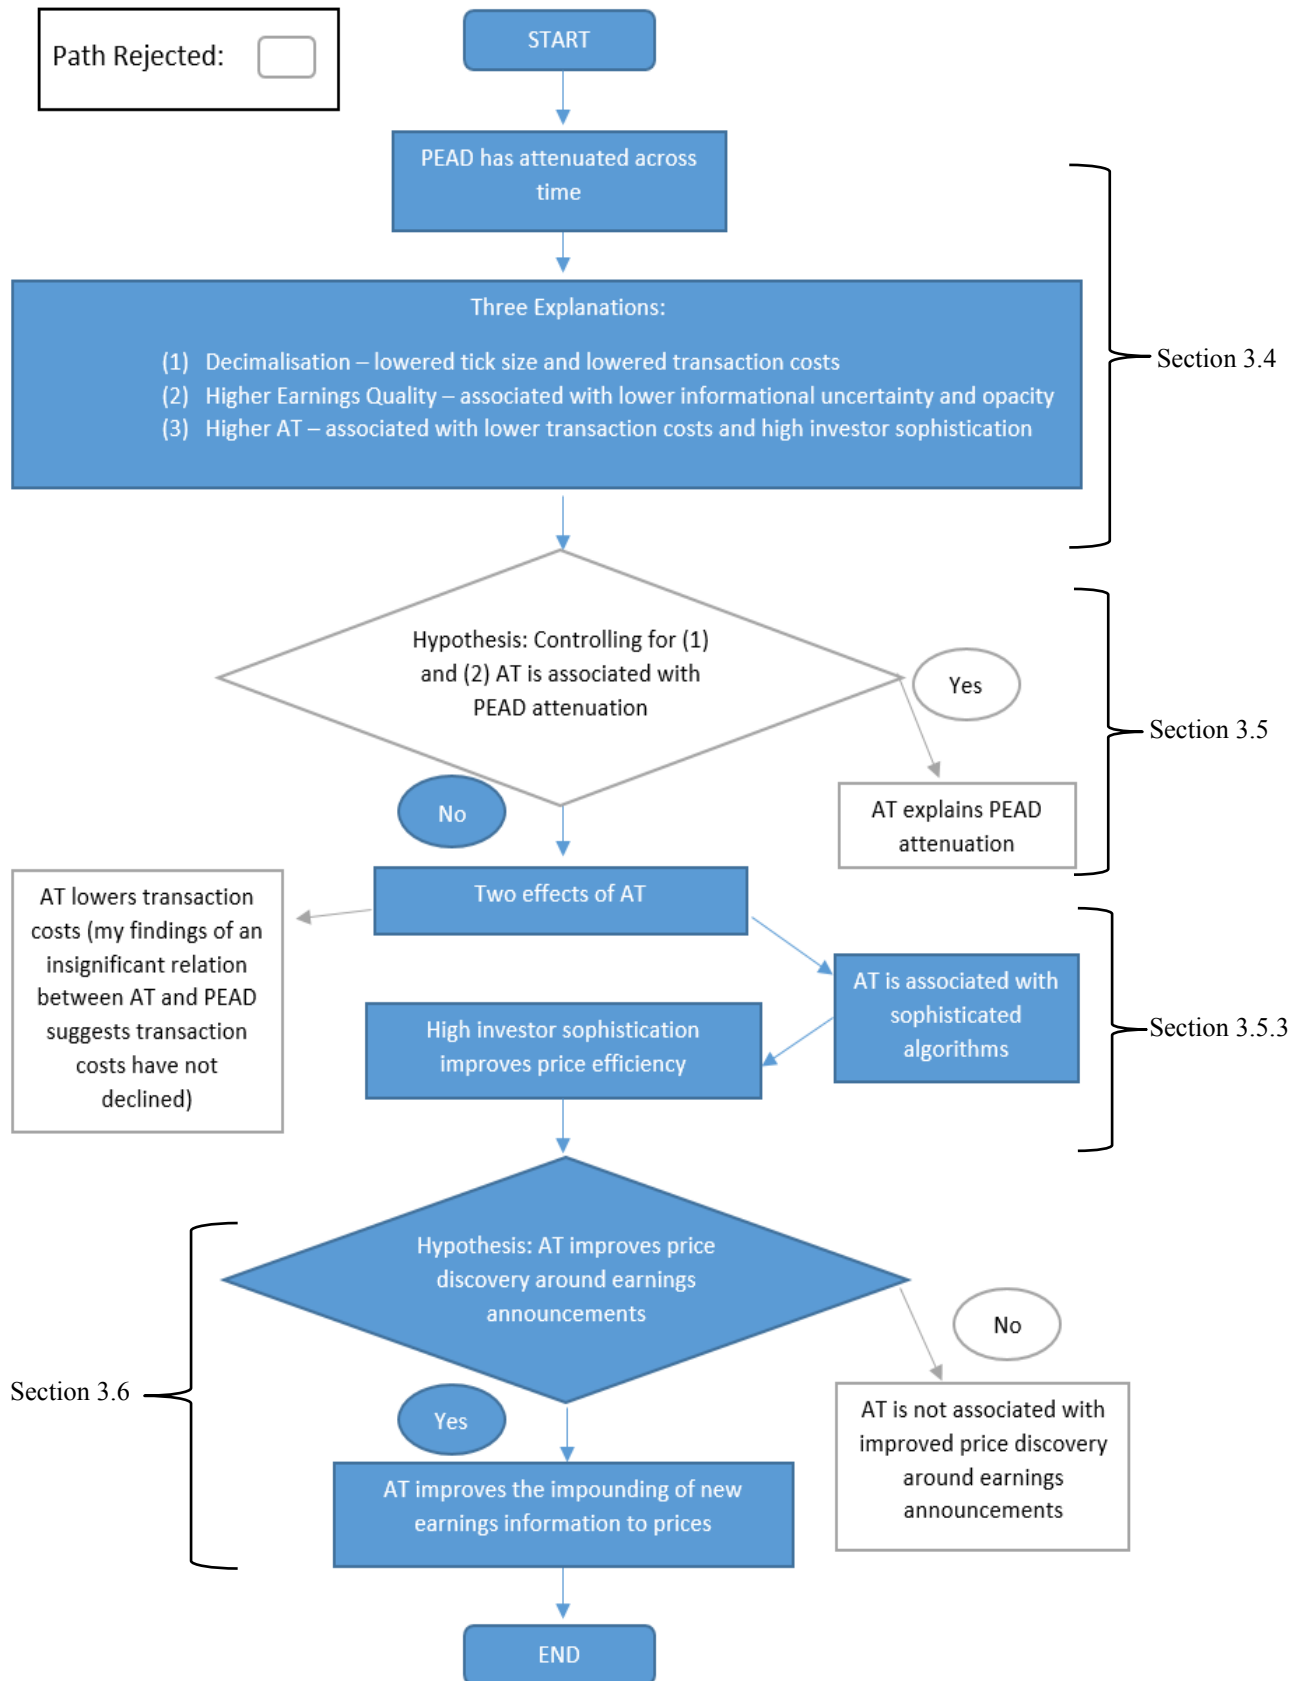 Path Rejected:
START
PEAD has attenuated across
time
Three Explanations:
(1) Decimalisation – lowered tick size and lowered transaction costs
(2) Higher Earnings Quality – associated with lower informational uncertainty and opacity
(3) Higher AT – associated with lower transaction costs and high investor sophistication
Section 3.4
Hypothesis: Controlling for (1)
and (2) AT is associated with
PEAD attenuation
Yes
Section 3.5
AT explains PEAD
attenuation
No
Two effects of AT
AT lowers transaction
costs (my findings of an
insignificant relation
between AT and PEAD
suggests transaction
costs have not
declined)
AT is associated with
sophisticated
algorithms
High investor sophistication
improves price efficiency
Section 3.5.3
Hypothesis: AT improves price
discovery around earnings
announcements
No
Section 3.6
Yes
AT is not associated with
improved price discovery
around earnings
announcements
AT improves the impounding of new
earnings information to prices
END